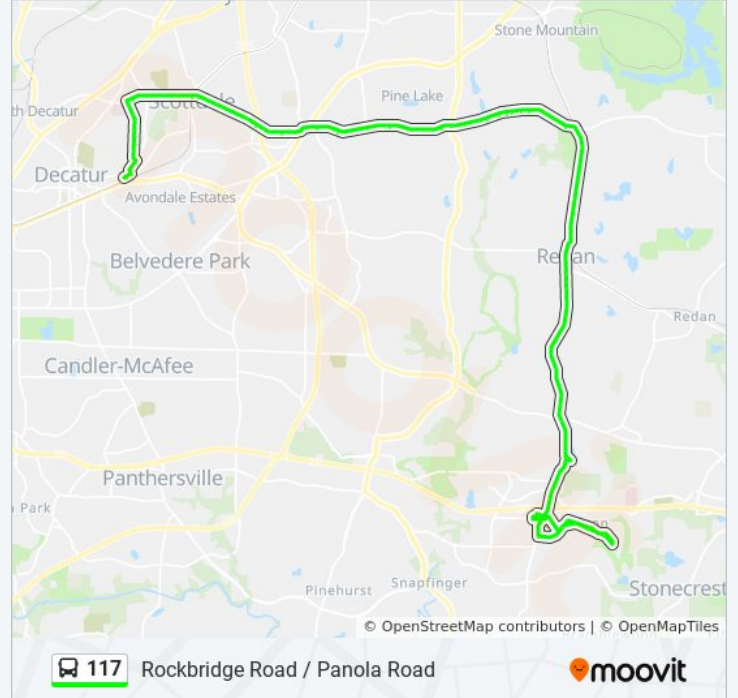 Stone Mountain
Pine Lake
Scottdale
th Decatur
Decatur
Avondale Estates
Belvedere Park
Redan
Redan
Candler-McAfee
Panthersville
a Park
Pinehurst
Snapfinger
Stonecrest
© OpenStreetMap contributors | © OpenMapTiles
117
Rockbridge Road / Panola Road
moovit